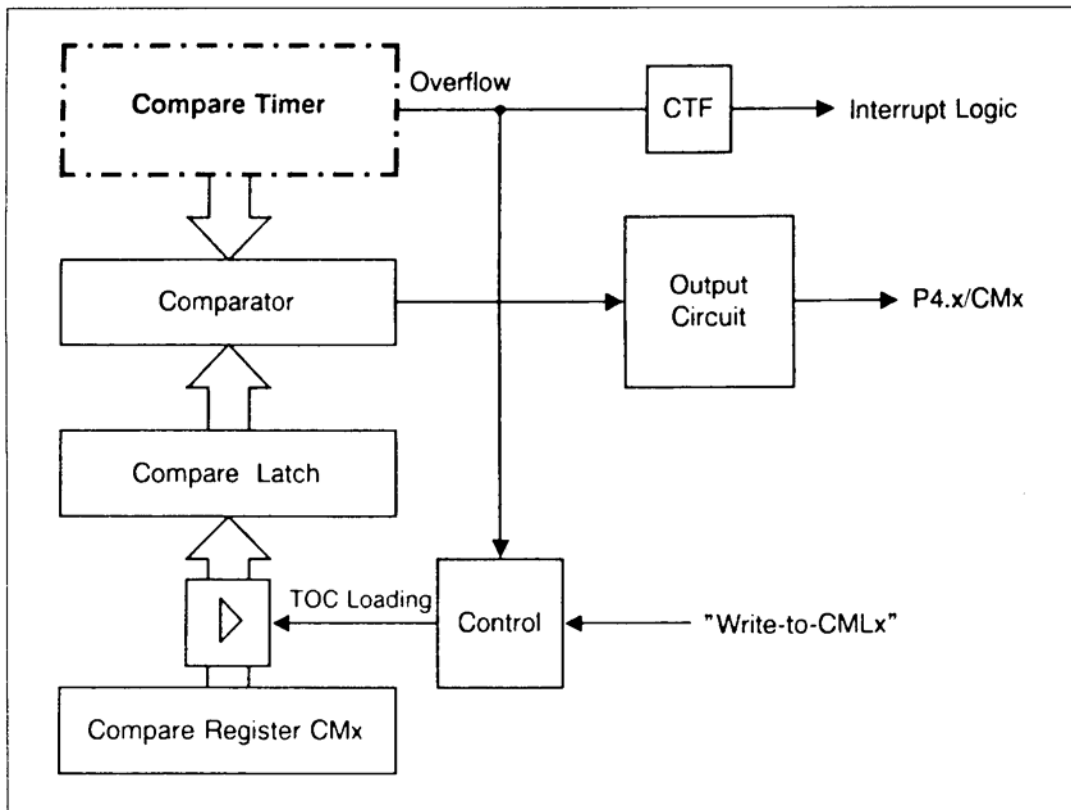 Overflow
Compare Timer
CTF
Interrupt Logic
Comparator
Output
Circuit
P4.x/CMx
Compare Latch
TOC Loading
Control
"Write-to-CMLx"
Compare Register CMx